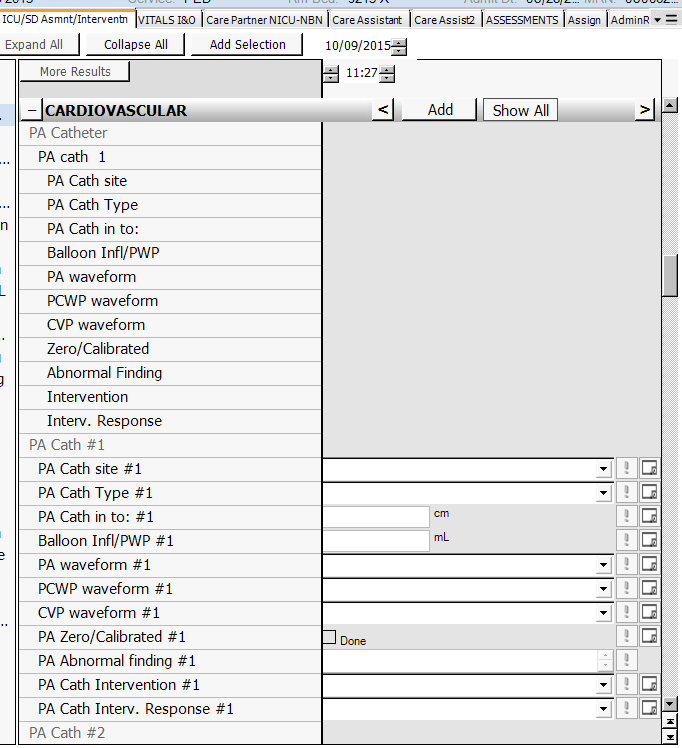 ICU/SD Asmnt/Interventn VITALS I&O Care Partner NICU-NBN Care Assistant Care Assist2 ASSESSMENTS Assign AdminR
Expand All Collapse All Add Selection 10/09/2015
More Results 11:27
CARDIOVASCULAR < Add Show All >
PA Catheter
PA cath 1
PA Cath site
PA Cath Type
PA Cath in to:
Balloon Infl/PWP
PA waveform
PCWP waveform
CVP waveform
Zero/Calibrated
Abnormal Finding
Intervention
Interv. Response
PA Cath #1
PA Cath site #1
PA Cath Type #1
PA Cath in to: #1 cm
Balloon Infl/PWP #1 mL
PA waveform #1
PCWP waveform #1
CVP waveform #1
PA Zero/Calibrated #1 Done
PA Abnormal finding #1
PA Cath Intervention #1
PA Cath Interv. Response #1
PA Cath #2